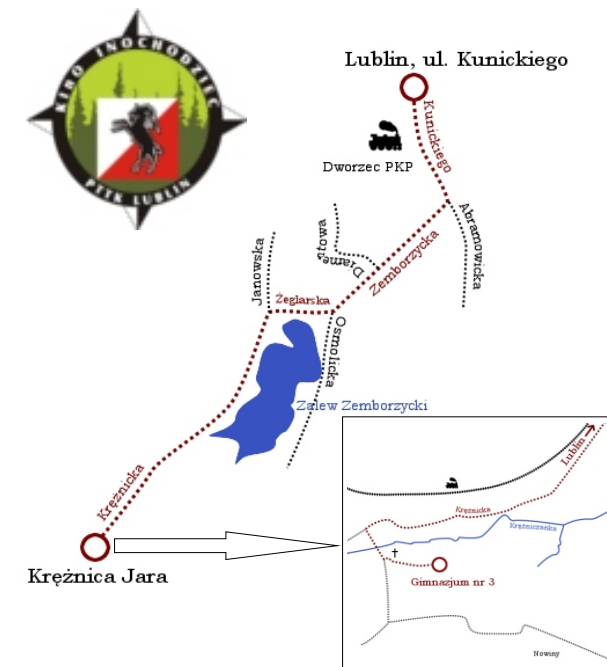 KINO INOCHODZIEC
PTTK LUBLIN
Lublin, ul. Kunickiego
Kunickiego
Dworzec PKP
Abramowicka
Zemborzycka
Diamentowa
Janowska
Żeglarska
Osmolicka
Zalew Zemborzycki
Krężnicka
Krężnica Jara
Lublin
Krężnicka
Krężniczanka
Gimnazjum nr 3
Nowiny